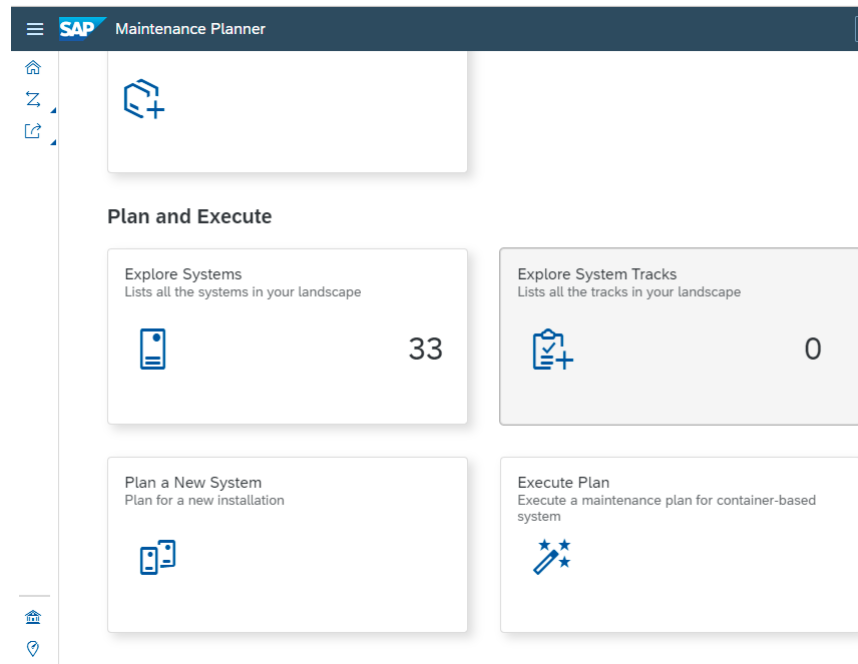 SAP Maintenance Planner
Plan and Execute
Explore Systems
Lists all the systems in your landscape
33
Explore System Tracks
Lists all the tracks in your landscape
0
Plan a New System
Plan for a new installation
Execute Plan
Execute a maintenance plan for container-based
system